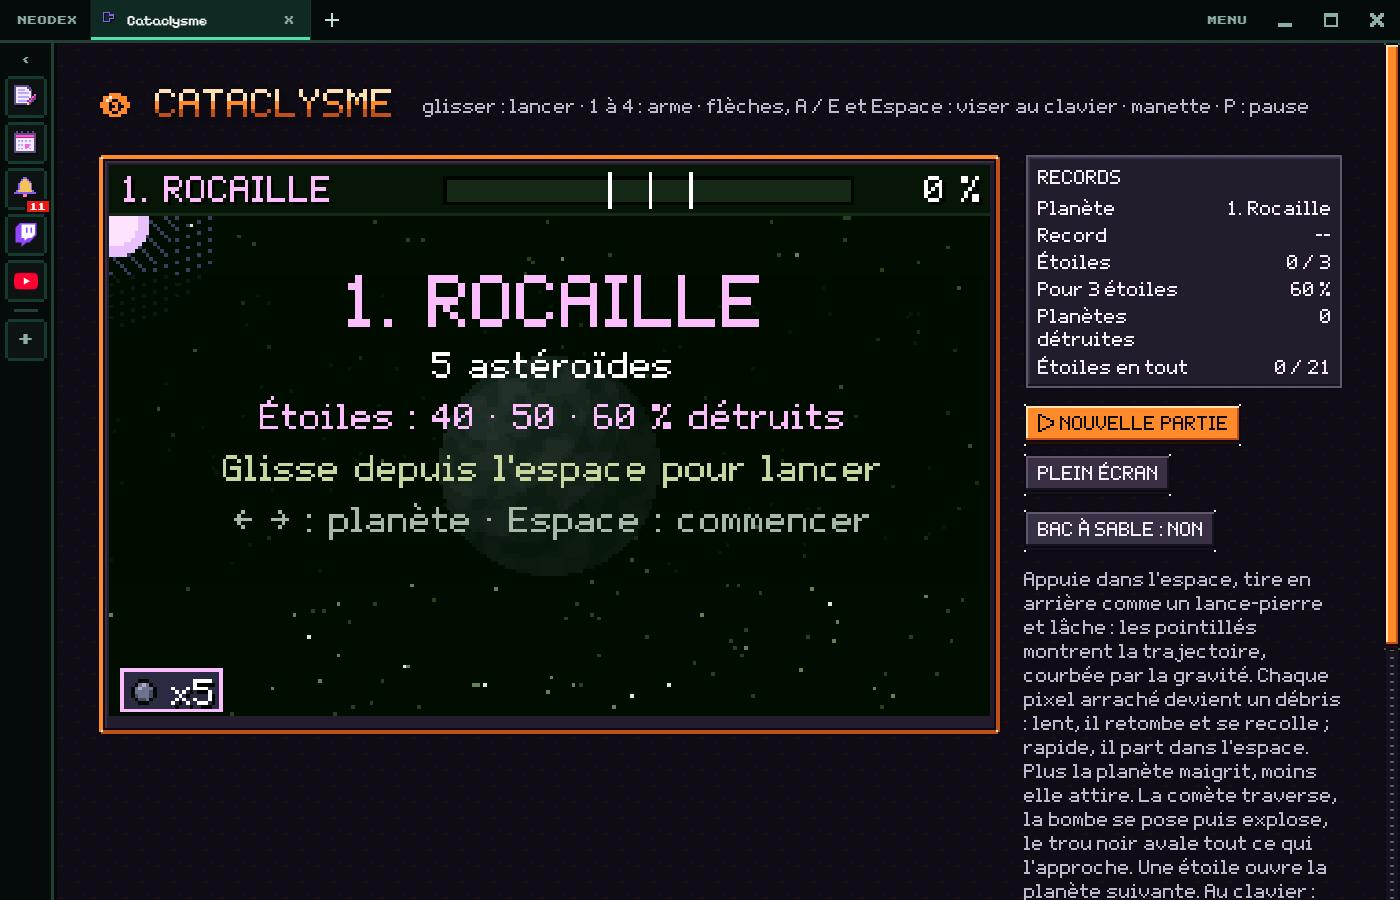 NEODEX
Cataclysme
MENU
11
CATACLYSME
glisser : lancer · 1 à 4 : arme · flèches, A / E et Espace : viser au clavier · manette · P : pause
1. ROCAILLE
0 %
1. ROCAILLE
5 astéroïdes
Étoiles : 40 · 50 · 60 % détruits
Glisse depuis l'espace pour lancer
← → : planète · Espace : commencer
x5
RECORDS
Planète 1. Rocaille
Record --
Étoiles 0 / 3
Pour 3 étoiles 60 %
Planètes détruites 0
Étoiles en tout 0 / 21
NOUVELLE PARTIE
PLEIN ÉCRAN
BAC À SABLE : NON
Appuie dans l'espace, tire en
arrière comme un lance-pierre
et lâche : les pointillés
montrent la trajectoire,
courbée par la gravité. Chaque
pixel arraché devient un débris
: lent, il retombe et se recolle ;
rapide, il part dans l'espace.
Plus la planète maigrit, moins
elle attire. La comète traverse,
la bombe se pose puis explose,
le trou noir avale tout ce qui
l'approche. Une étoile ouvre la
planète suivante. Au clavier :